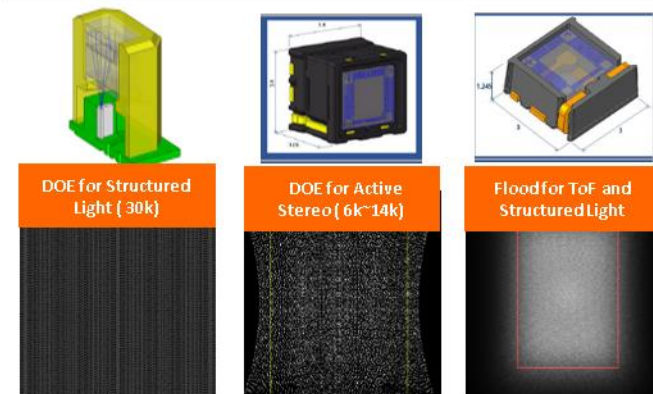 DOE for Structured
Light ( 30k)
DOE for Active
Stereo ( 6k~14k)
Flood for ToF and
Structured Light
1.245
3
3